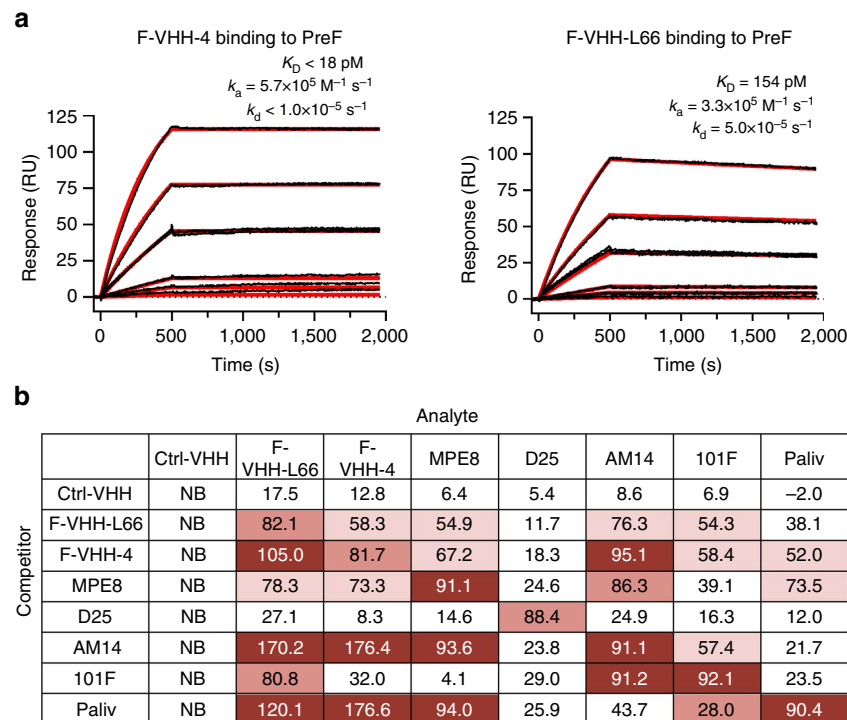 a
F-VHH-4 binding to PreF
K_D < 18 pM
k_a = 5.7×10⁵ M⁻¹ s⁻¹
k_d < 1.0×10⁻⁵ s⁻¹
125
100
75
50
25
0
Response (RU)
0 500 1,000 1,500 2,000
Time (s)
F-VHH-L66 binding to PreF
K_D = 154 pM
k_a = 3.3×10⁵ M⁻¹ s⁻¹
k_d = 5.0×10⁻⁵ s⁻¹
125
100
75
50
25
0
Response (RU)
0 500 1,000 1,500 2,000
Time (s)
b
Analyte
Competitor
Ctrl-VHH F-VHH-L66 F-VHH-4 MPE8 D25 AM14 101F Paliv
Ctrl-VHH NB 17.5 12.8 6.4 5.4 8.6 6.9 –2.0
F-VHH-L66 NB 82.1 58.3 54.9 11.7 76.3 54.3 38.1
F-VHH-4 NB 105.0 81.7 67.2 18.3 95.1 58.4 52.0
MPE8 NB 78.3 73.3 91.1 24.6 86.3 39.1 73.5
D25 NB 27.1 8.3 14.6 88.4 24.9 16.3 12.0
AM14 NB 170.2 176.4 93.6 23.8 91.1 57.4 21.7
101F NB 80.8 32.0 4.1 29.0 91.2 92.1 23.5
Paliv NB 120.1 176.6 94.0 25.9 43.7 28.0 90.4